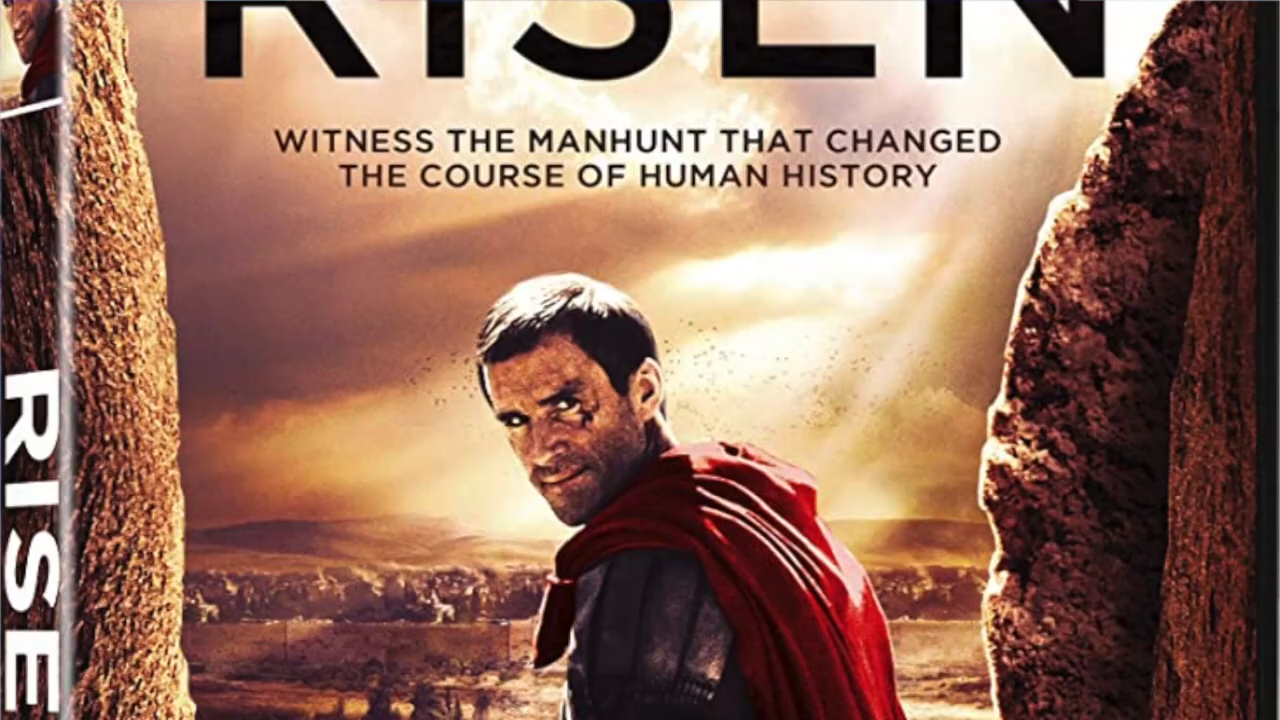 RISEN
WITNESS THE MANHUNT THAT CHANGED
THE COURSE OF HUMAN HISTORY
RISE